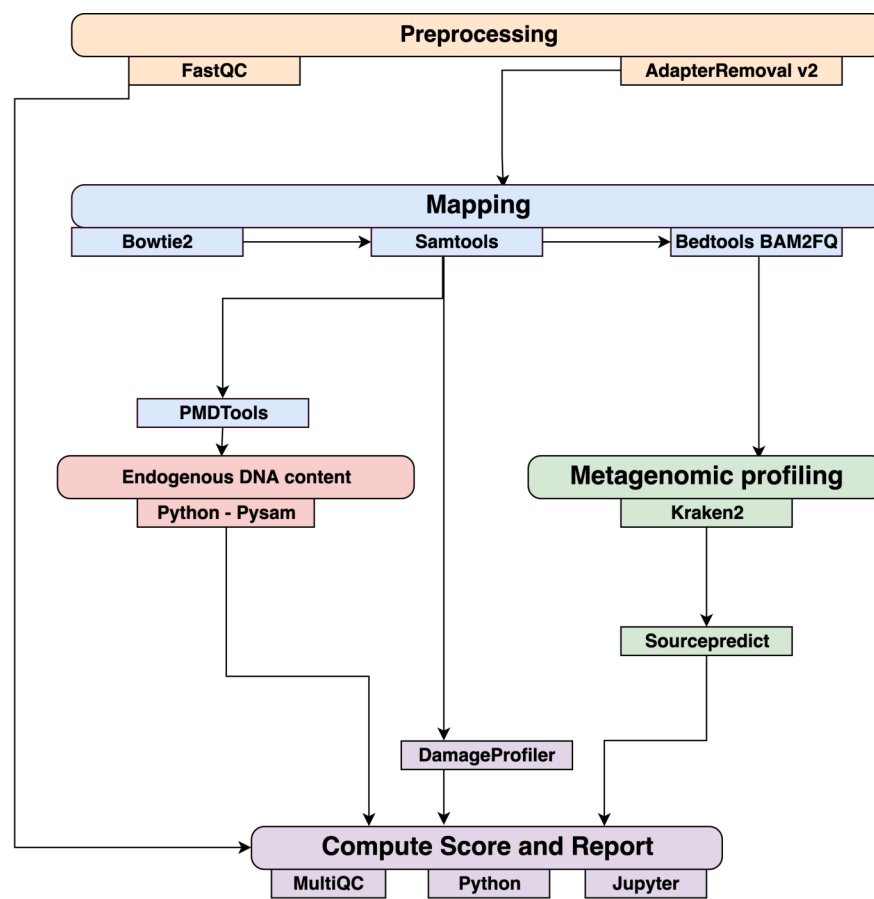 Preprocessing
FastQC
AdapterRemoval v2
Mapping
Bowtie2
Samtools
Bedtools BAM2FQ
PMDTools
Endogenous DNA content
Metagenomic profiling
Python - Pysam
Kraken2
Sourcepredict
DamageProfiler
Compute Score and Report
MultiQC
Python
Jupyter